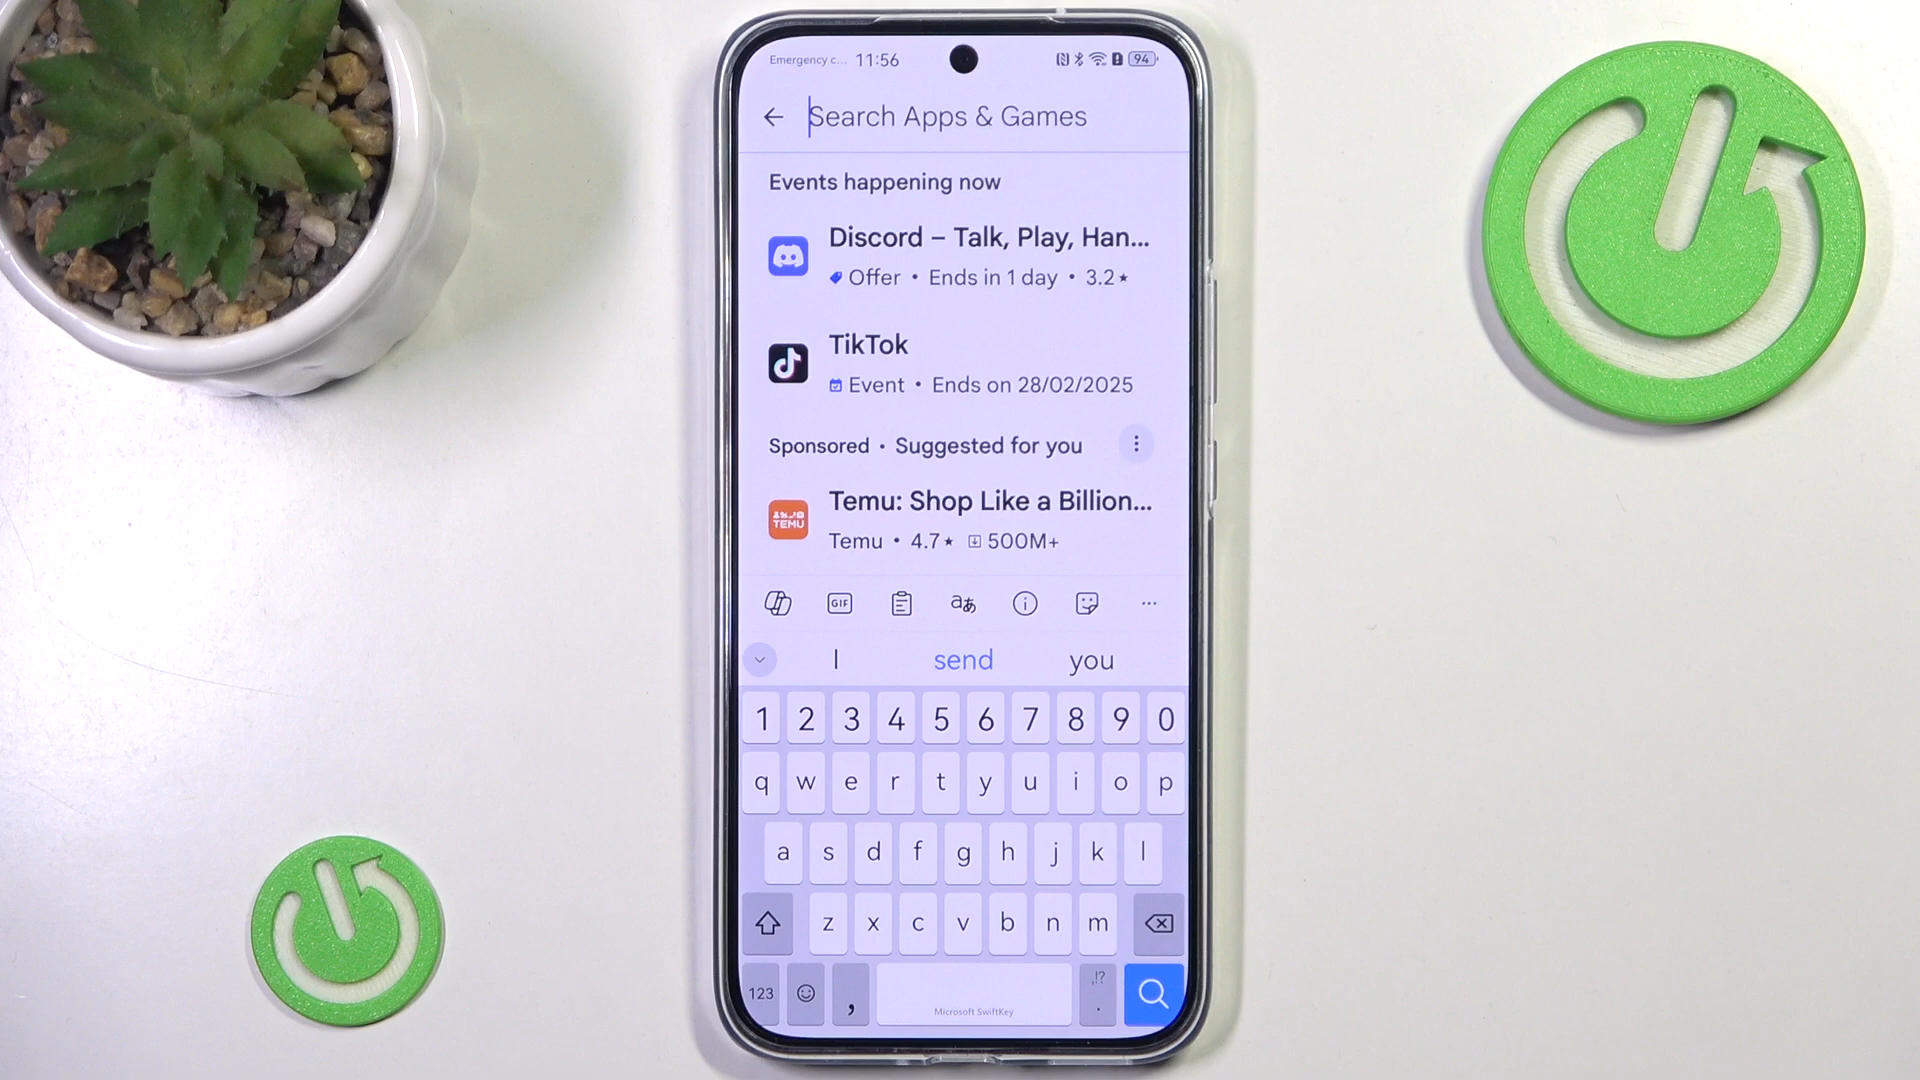 Emergency c... 11:56 94
Search Apps & Games
Events happening now
Discord – Talk, Play, Han...
Offer • Ends in 1 day • 3.2★
TikTok
Event • Ends on 28/02/2025
Sponsored • Suggested for you
Temu: Shop Like a Billion...
TEMU
Temu • 4.7★ 500M+
GIF aあ
I send you
1 2 3 4 5 6 7 8 9 0
q w e r t y u i o p
a s d f g h j k l
z x c v b n m
123 , Microsoft SwiftKey ,!? .